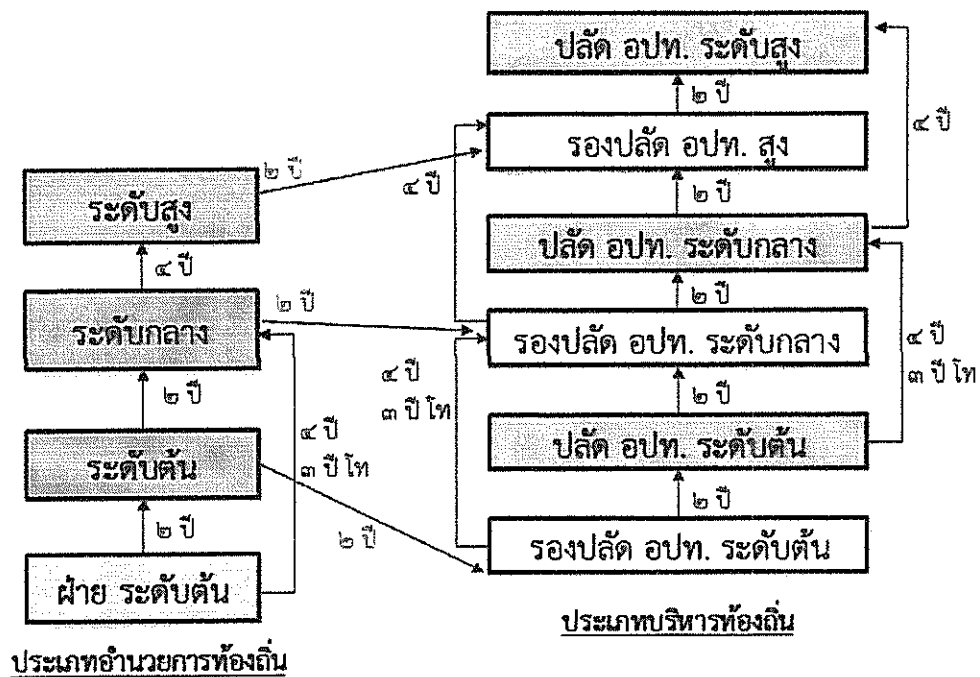 ปลัด อปท. ระดับสูง
๒ ปี
๔ ปี
รองปลัด อปท. สูง
๒ ปี
๔ ปี
ระดับสูง
๒ ปี
ปลัด อปท. ระดับกลาง
๔ ปี
๒ ปี
๒ ปี
ระดับกลาง
รองปลัด อปท. ระดับกลาง
๔ ปี
๓ ปี โท
๒ ปี
๔ ปี
๓ ปี โท
๒ ปี
๔ ปี
๓ ปี โท
ระดับต้น
ปลัด อปท. ระดับต้น
๒ ปี
๒ ปี
๒ ปี
ฝ่าย ระดับต้น
รองปลัด อปท. ระดับต้น
ประเภทอำนวยการท้องถิ่น
ประเภทบริหารท้องถิ่น